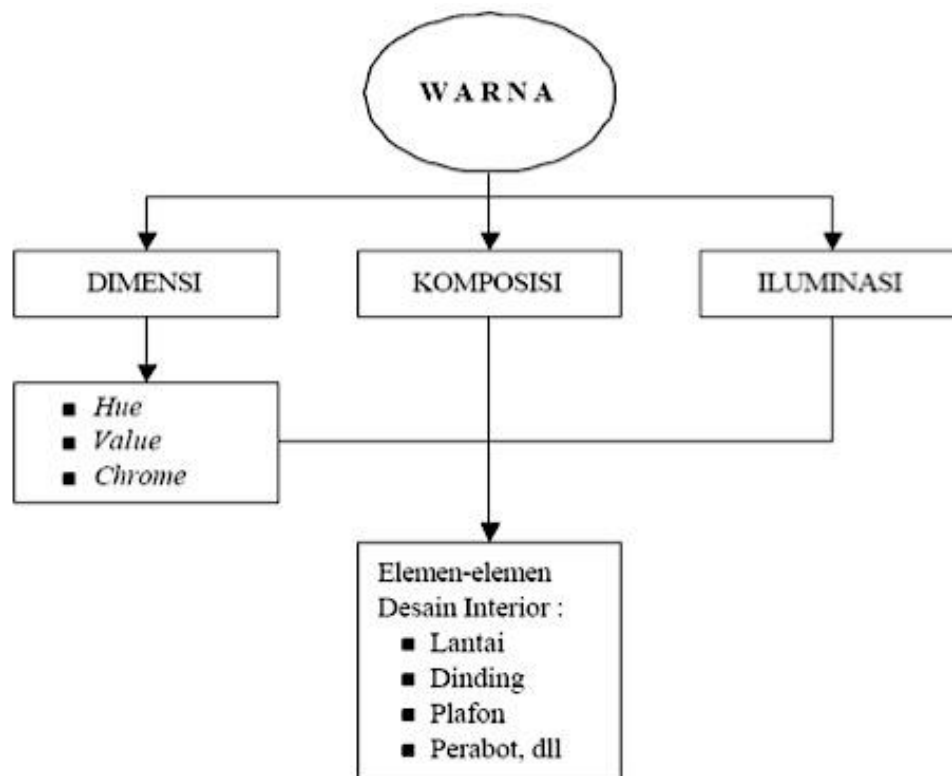 WARNA
DIMENSI
KOMPOSISI
ILUMINASI
■ Hue
■ Value
■ Chrome
Elemen-elemen
Desain Interior :
■ Lantai
■ Dinding
■ Plafon
■ Perabot, dll